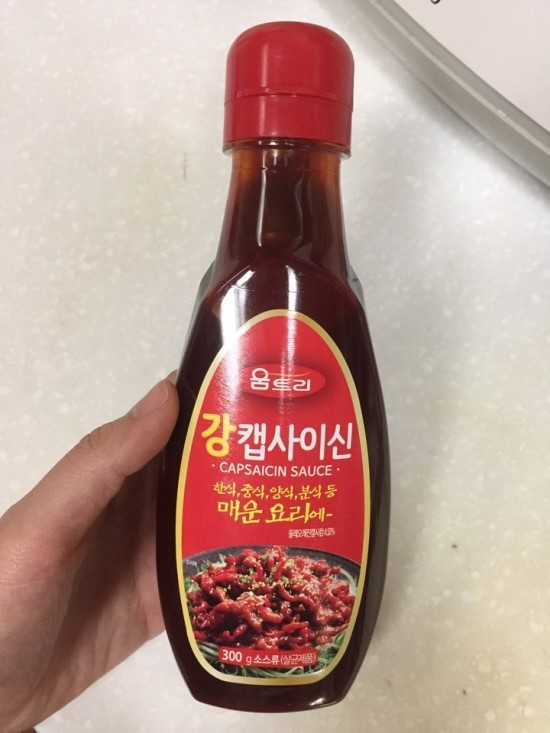 움트리
강캡사이신
· CAPSAICIN SAUCE ·
한식, 중식, 양식, 분식 등
매운 요리에~
300 g 소스류(살균제품)